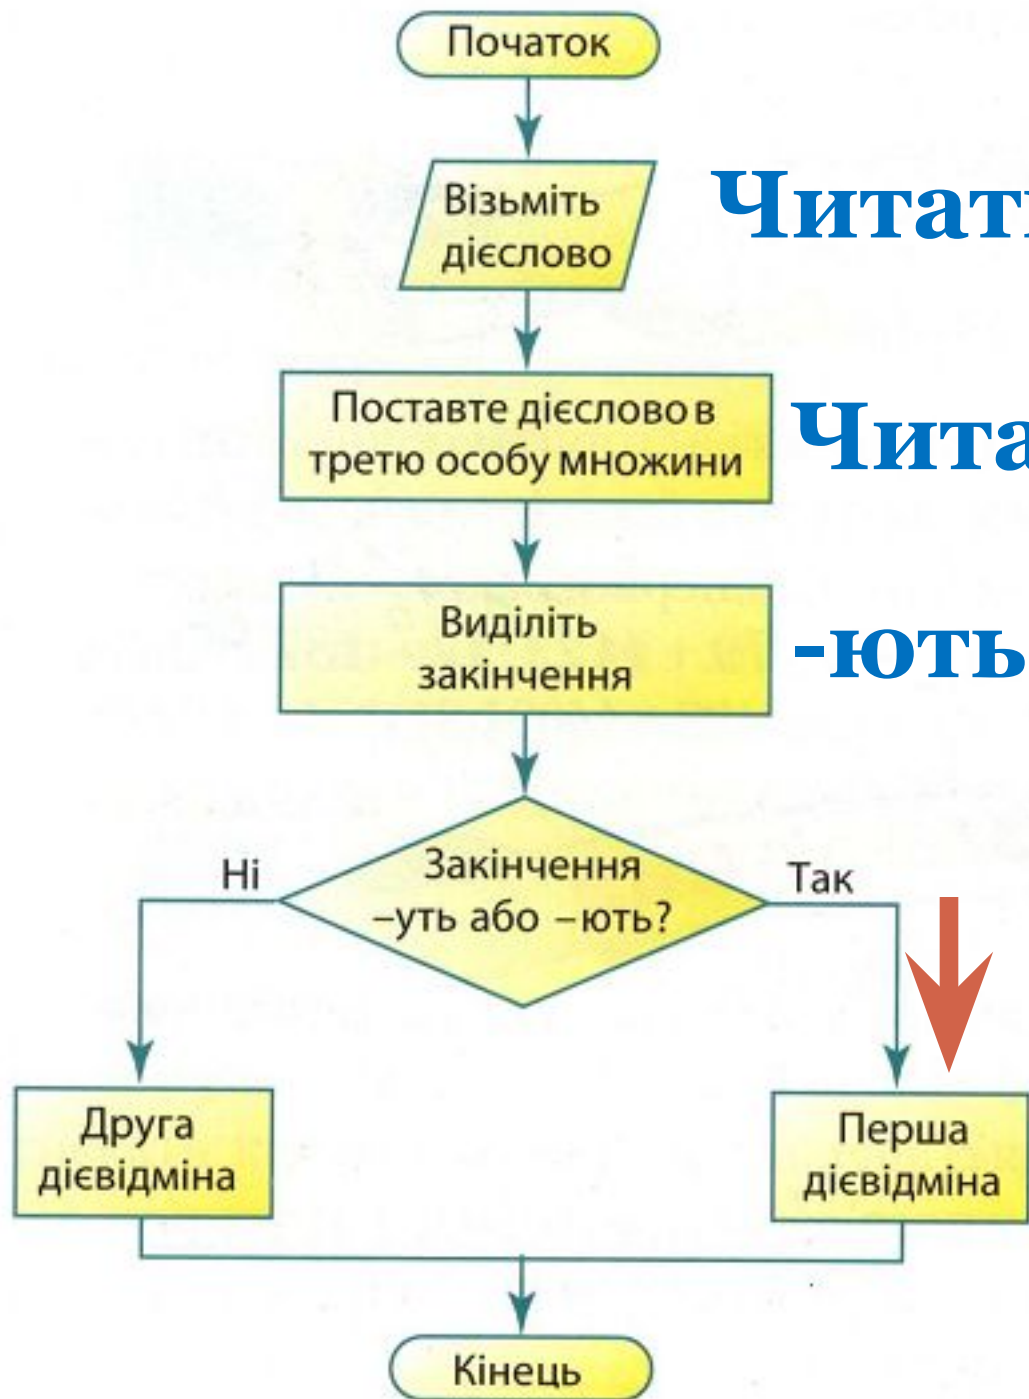 Початок
Візьміть
дієслово
Читат
Поставте дієслово в
третю особу множини
Чита
Виділіть
закінчення
-ють
Закінчення
–уть або –ють?
Ні
Так
Друга
дієвідміна
Перша
дієвідміна
Кінець